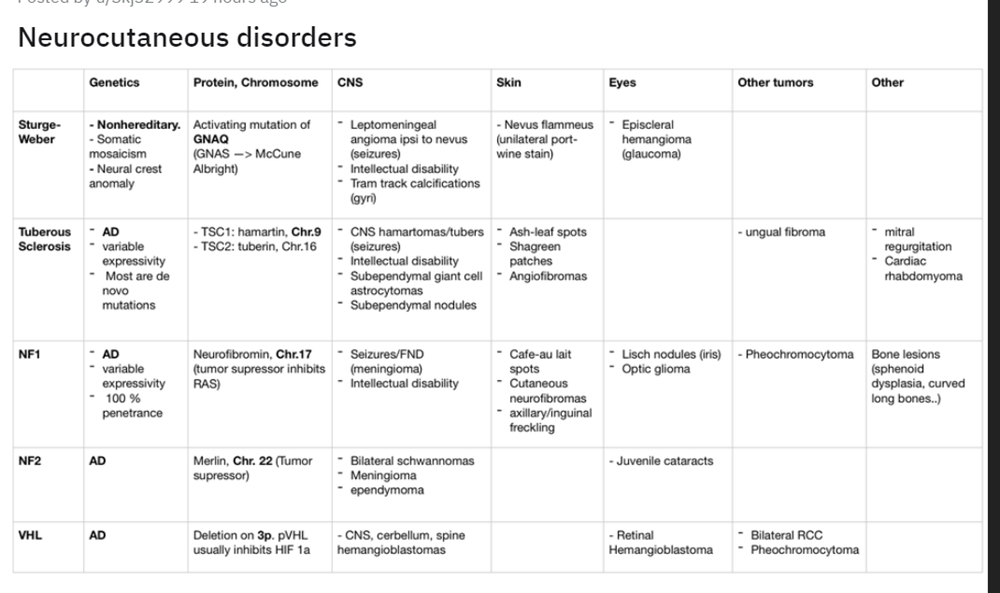 Posted by u/
19 hours ago
Neurocutaneous disorders
Genetics
Protein, Chromosome
CNS
Skin
Eyes
Other tumors
Other
Sturge-
Weber
- Nonhereditary.
- Somatic
mosaicism
- Neural crest
anomaly
Activating mutation of
GNAQ
(GNAS —> McCune
Albright)
- Leptomeningeal
angioma ipsi to nevus
(seizures)
- Intellectual disability
- Tram track calcifications
(gyri)
- Nevus flammeus
(unilateral port-
wine stain)
- Episcleral
hemangioma
(glaucoma)
Tuberous
Sclerosis
- AD
- variable
expressivity
- Most are de
novo
mutations
- TSC1: hamartin, Chr.9
- TSC2: tuberin, Chr.16
- CNS hamartomas/tubers
(seizures)
- Intellectual disability
- Subependymal giant cell
astrocytomas
- Subependymal nodules
- Ash-leaf spots
- Shagreen
patches
- Angiofibromas
- ungual fibroma
- mitral
regurgitation
- Cardiac
rhabdomyoma
NF1
- AD
- variable
expressivity
- 100 %
penetrance
Neurofibromin, Chr.17
(tumor supressor inhibits
RAS)
- Seizures/FND
(meningioma)
- Intellectual disability
- Cafe-au lait
spots
- Cutaneous
neurofibromas
- axillary/inguinal
freckling
- Lisch nodules (iris)
- Optic glioma
- Pheochromocytoma
Bone lesions
(sphenoid
dysplasia, curved
long bones..)
NF2
AD
Merlin, Chr. 22 (Tumor
supressor)
- Bilateral schwannomas
- Meningioma
- ependymoma
- Juvenile cataracts
VHL
AD
Deletion on 3p. pVHL
usually inhibits HIF 1a
- CNS, cerebellum, spine
hemangioblastomas
- Retinal
Hemangioblastoma
- Bilateral RCC
- Pheochromocytoma